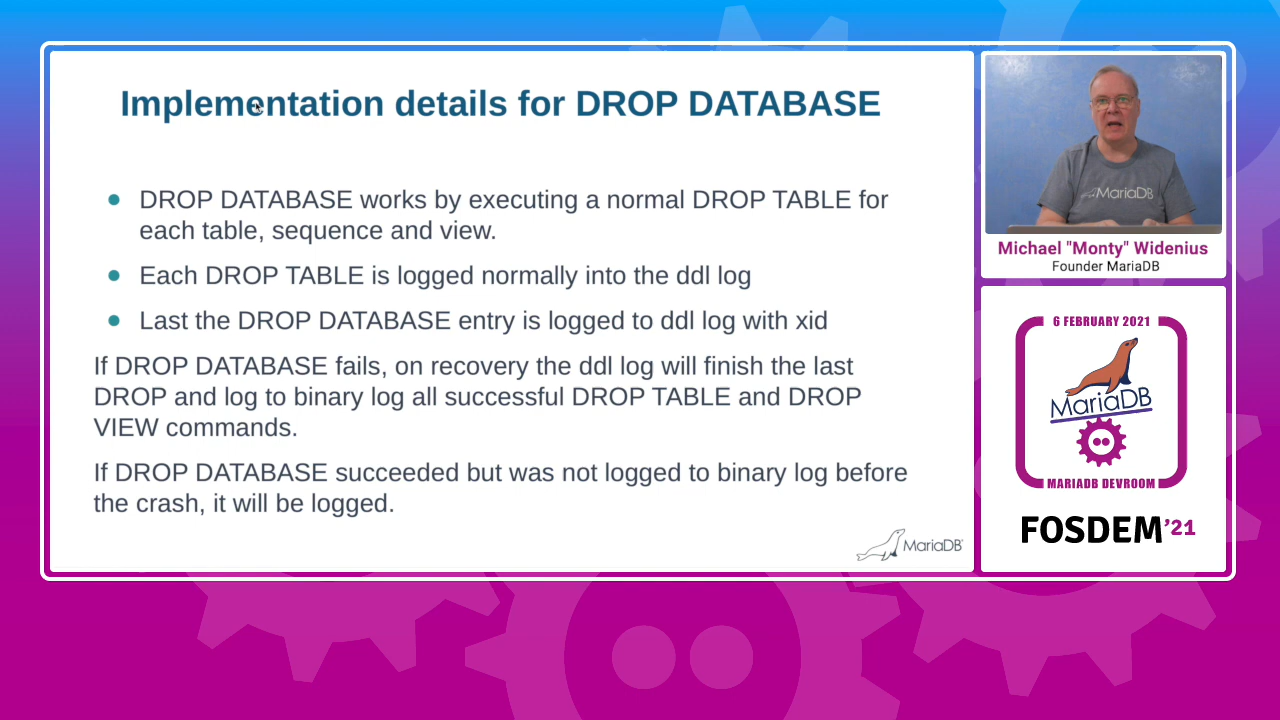 Implementation details for DROP DATABASE
DROP DATABASE works by executing a normal DROP TABLE for
each table, sequence and view.
Each DROP TABLE is logged normally into the ddl log
Last the DROP DATABASE entry is logged to ddl log with xid
If DROP DATABASE fails, on recovery the ddl log will finish the last
DROP and log to binary log all successful DROP TABLE and DROP
VIEW commands.
If DROP DATABASE succeeded but was not logged to binary log before
the crash, it will be logged.
MariaDB
MariaDB
Michael "Monty" Widenius
Founder MariaDB
6 FEBRUARY 2021
MariaDB
MARIADB DEVROOM
FOSDEM'21